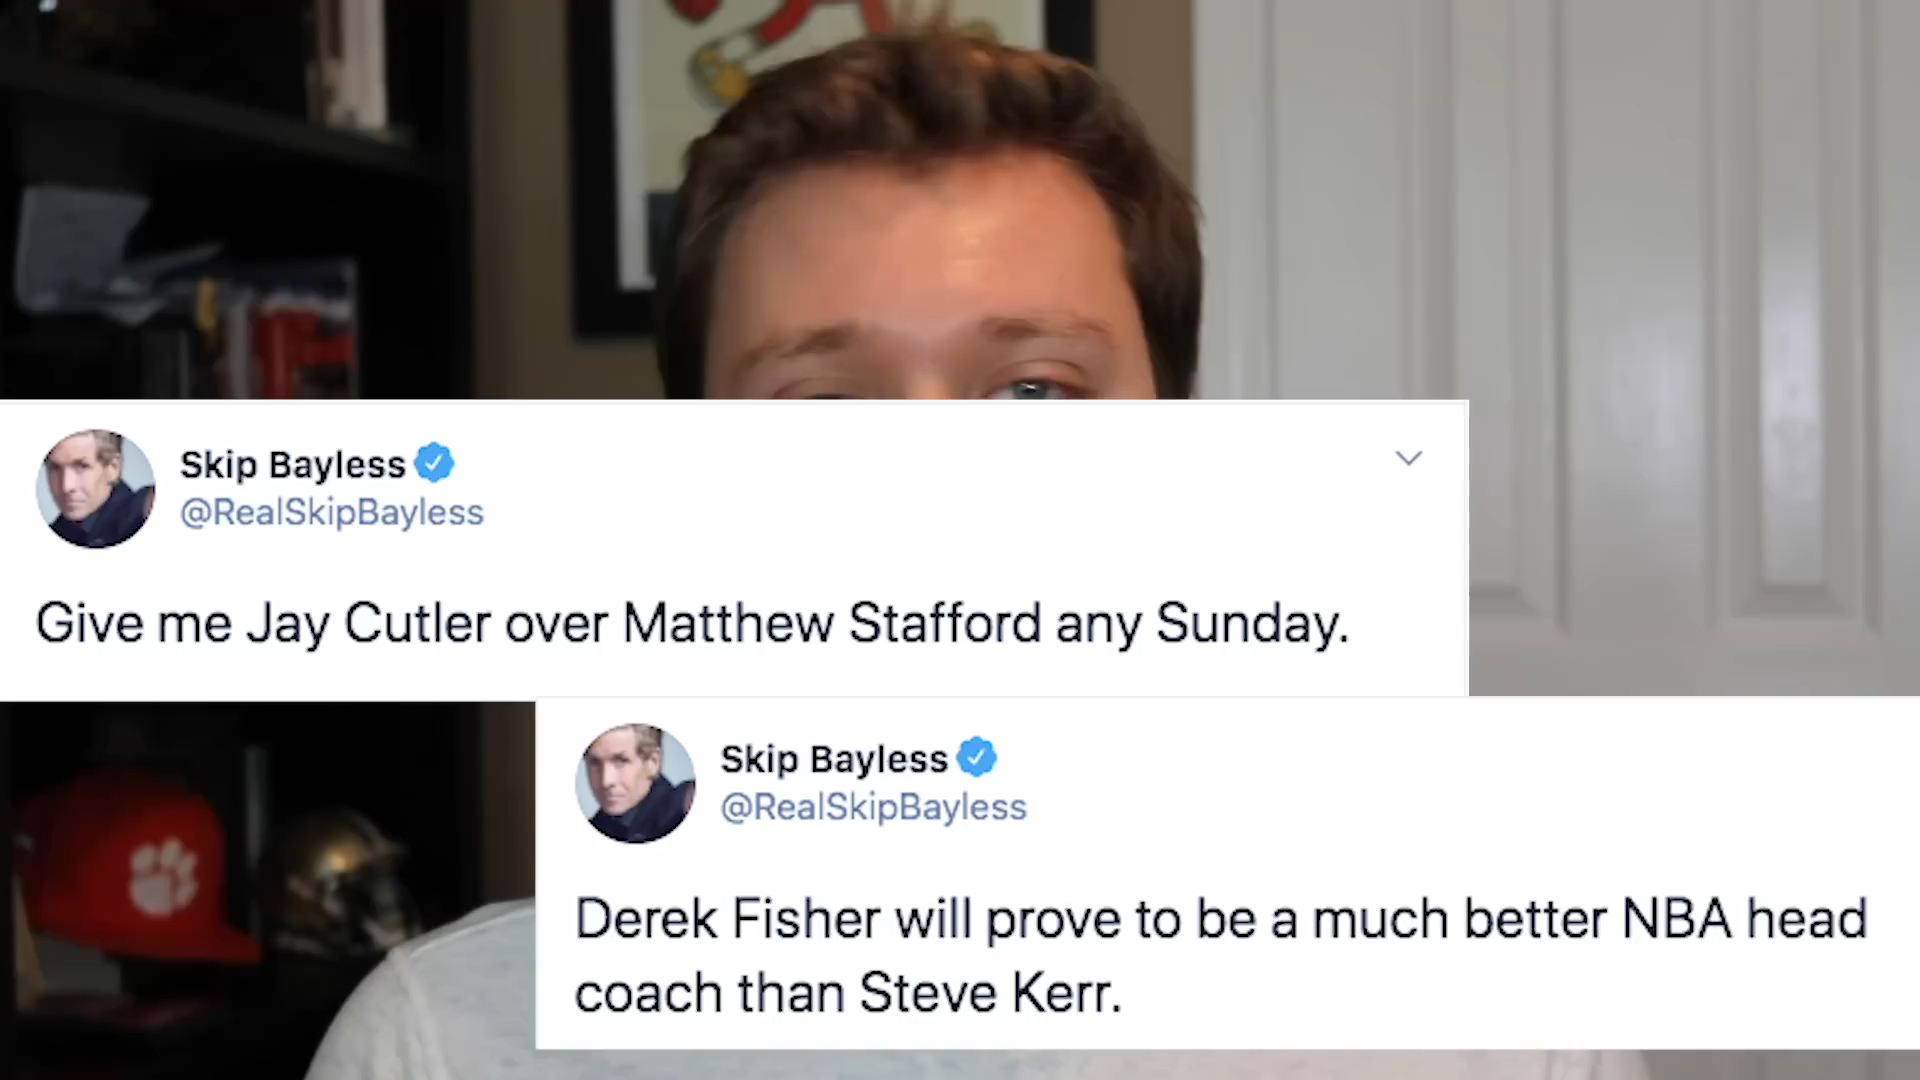 Skip Bayless
@RealSkipBayless
Give me Jay Cutler over Matthew Stafford any Sunday.
Skip Bayless
@RealSkipBayless
Derek Fisher will prove to be a much better NBA head
coach than Steve Kerr.